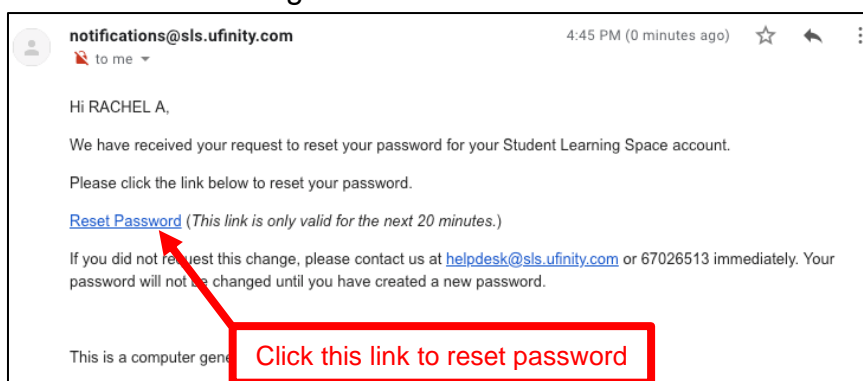 notifications@sls.ufinity.com 4:45 PM (0 minutes ago)
to me
Hi RACHEL A,
We have received your request to reset your password for your Student Learning Space account.
Please click the link below to reset your password.
Reset Password (This link is only valid for the next 20 minutes.)
If you did not request this change, please contact us at helpdesk@sls.ufinity.com or 67026513 immediately. Your
password will not be changed until you have created a new password.
This is a computer gene
Click this link to reset password